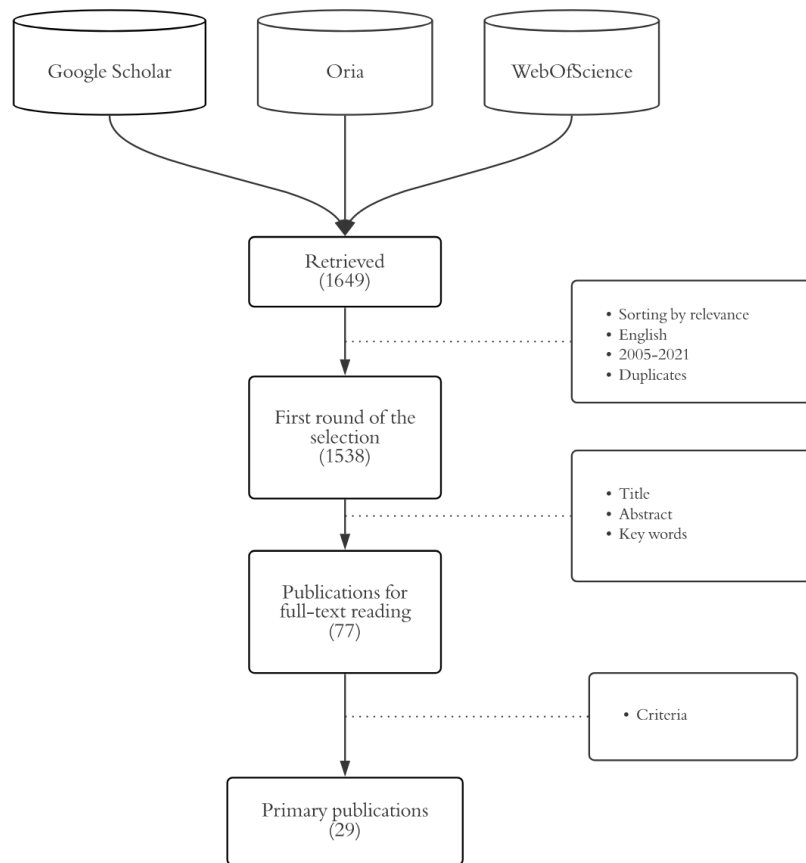 Google Scholar
Oria
WebOfScience
Retrieved
(1649)
• Sorting by relevance
• English
• 2005-2021
• Duplicates
First round of the
selection
(1538)
• Title
• Abstract
• Key words
Publications for
full-text reading
(77)
• Criteria
Primary publications
(29)